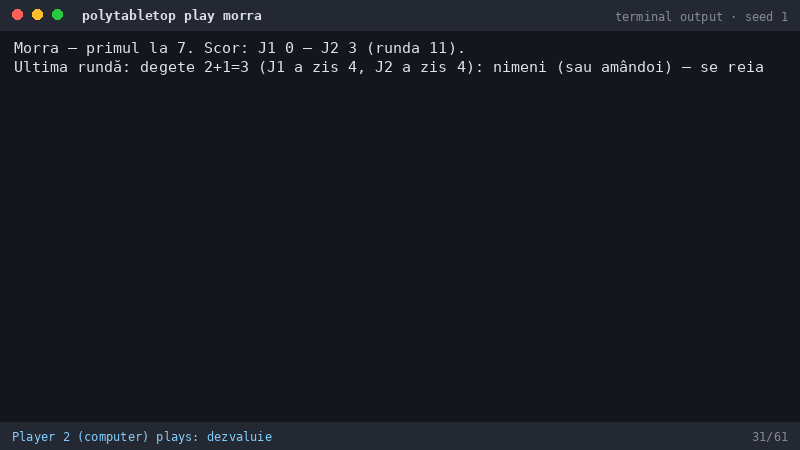 polytabletop play morra
terminal output · seed 1
Morra — primul la 7. Scor: J1 0 — J2 3 (runda 11).
Ultima rundă: degete 2+1=3 (J1 a zis 4, J2 a zis 4): nimeni (sau amândoi) — se reia
Player 2 (computer) plays: dezvaluie
31/61